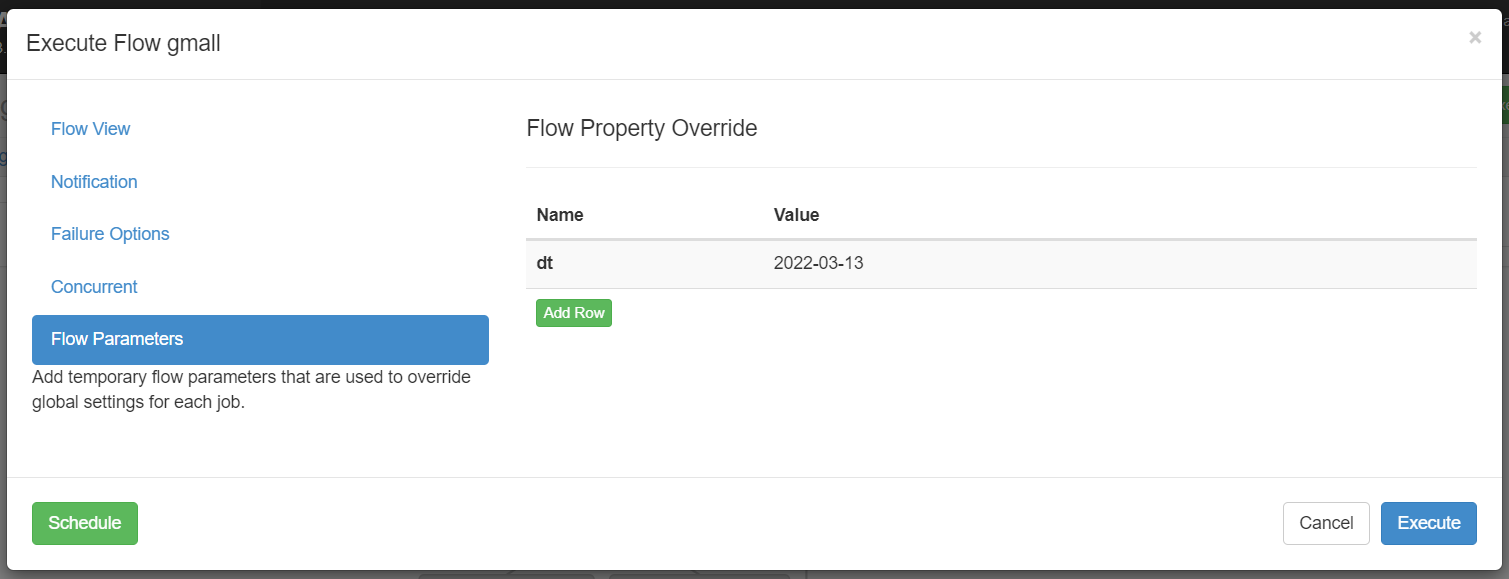 Execute Flow gmall
×
Flow View
Notification
Failure Options
Concurrent
Flow Parameters
Add temporary flow parameters that are used to override
global settings for each job.
Flow Property Override
Name Value
dt 2022-03-13
Add Row
Schedule
Cancel
Execute